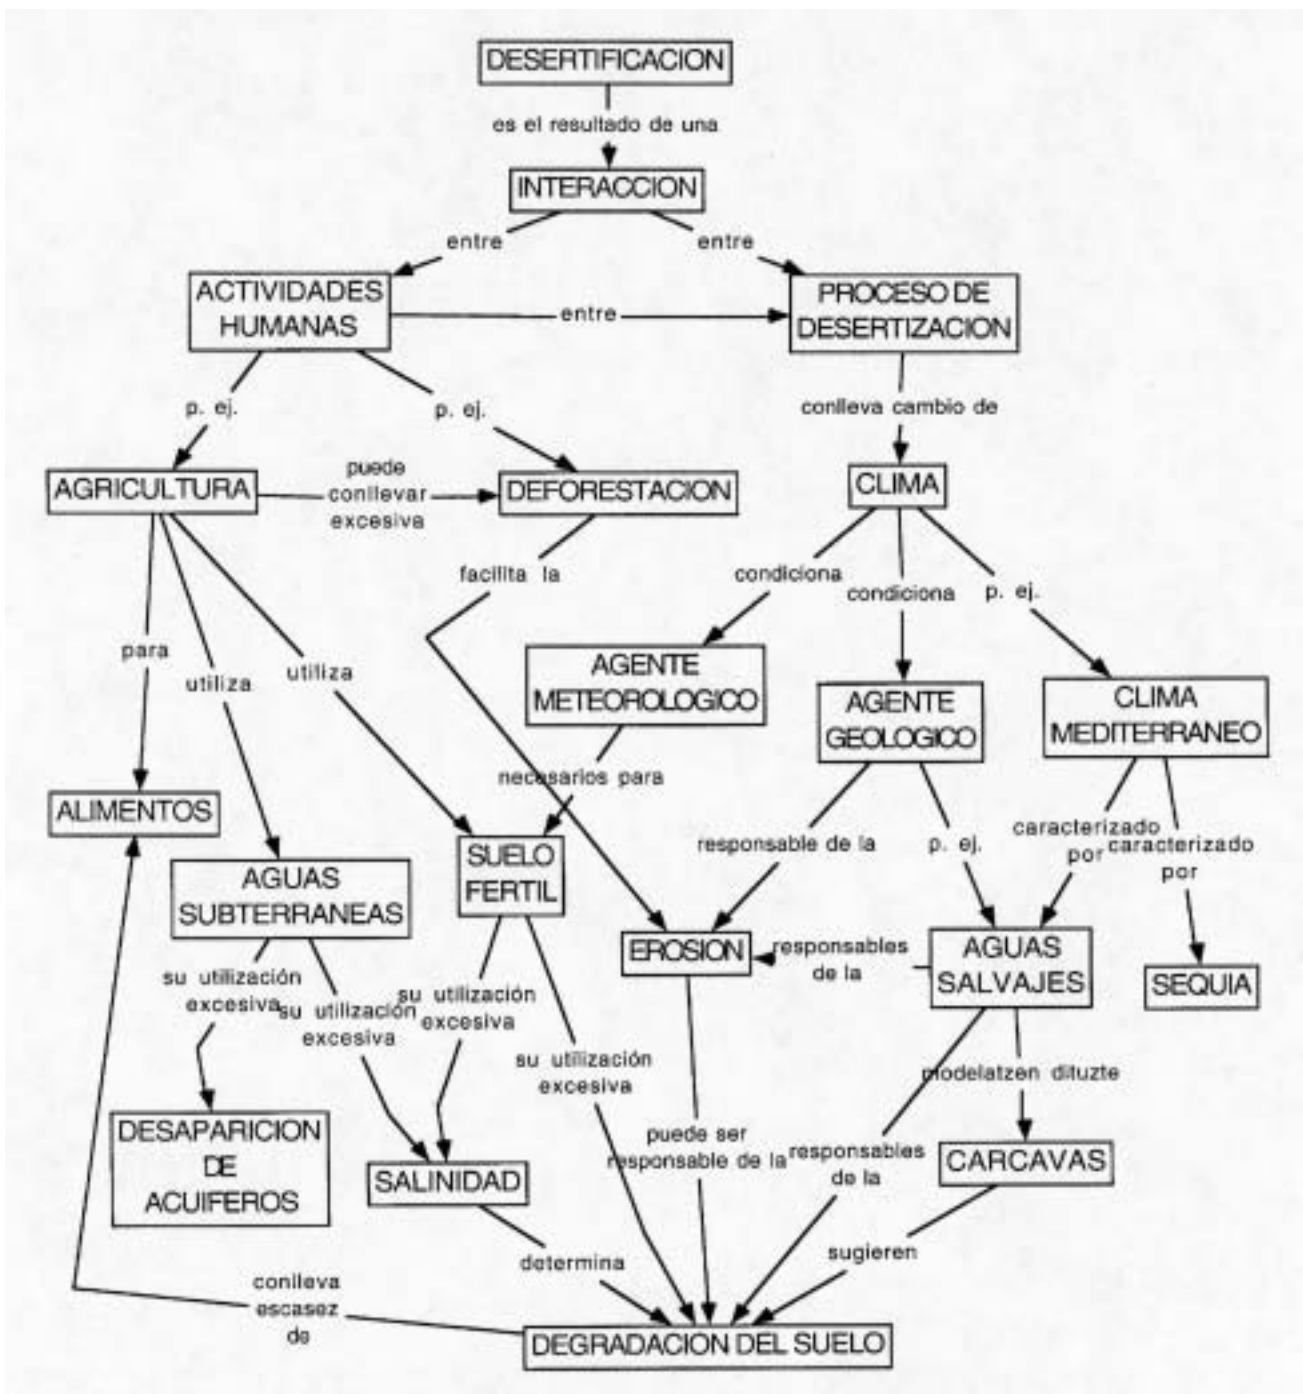 DESERTIFICACION
es el resultado de una
INTERACCION
entre
entre
ACTIVIDADES
HUMANAS
entre
PROCESO DE
DESERTIZACION
p. ej.
p. ej.
conlleva cambio de
AGRICULTURA
puede
conllevar
excesiva
DEFORESTACION
CLIMA
facilita la
condiciona
condiciona
p. ej.
para
utiliza
utiliza
AGENTE
METEOROLOGICO
AGENTE
GEOLOGICO
CLIMA
MEDITERRANEO
necesarios para
ALIMENTOS
AGUAS
SUBTERRANEAS
SUELO
FERTIL
responsable de la
p. ej.
caracterizado
por
caracterizado
por
EROSION
responsables
de la
AGUAS
SALVAJES
SEQUIA
su utilización
excesiva
su utilización
excesiva
su utilización
excesiva
su utilización
excesiva
modelatzen dituzte
DESAPARICION
DE
ACUIFEROS
SALINIDAD
puede ser
responsable de la
responsables
de la
CARCAVAS
determina
sugieren
conlleva
escasez
de
DEGRADACION DEL SUELO